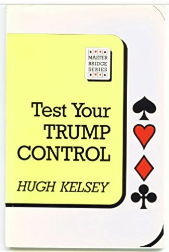 MASTER
BRIDGE
SERIES
Test Your
TRUMP
CONTROL
HUGH KELSEY